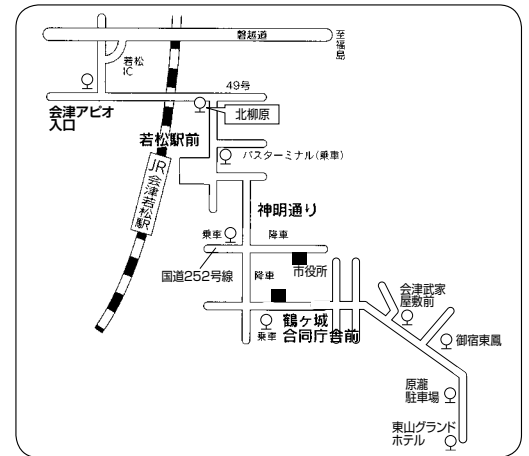 磐越道
至福島
若松
IC
49号
会津アピオ
入口
北柳原
若松駅前
バスターミナル(乗車)
JR会津若松駅
神明通り
乗車
降車
国道252号線
降車
市役所
会津武家
屋敷前
鶴ヶ城
合同庁舎前
乗車
御宿東鳳
原瀧
駐車場
東山グランド
ホテル